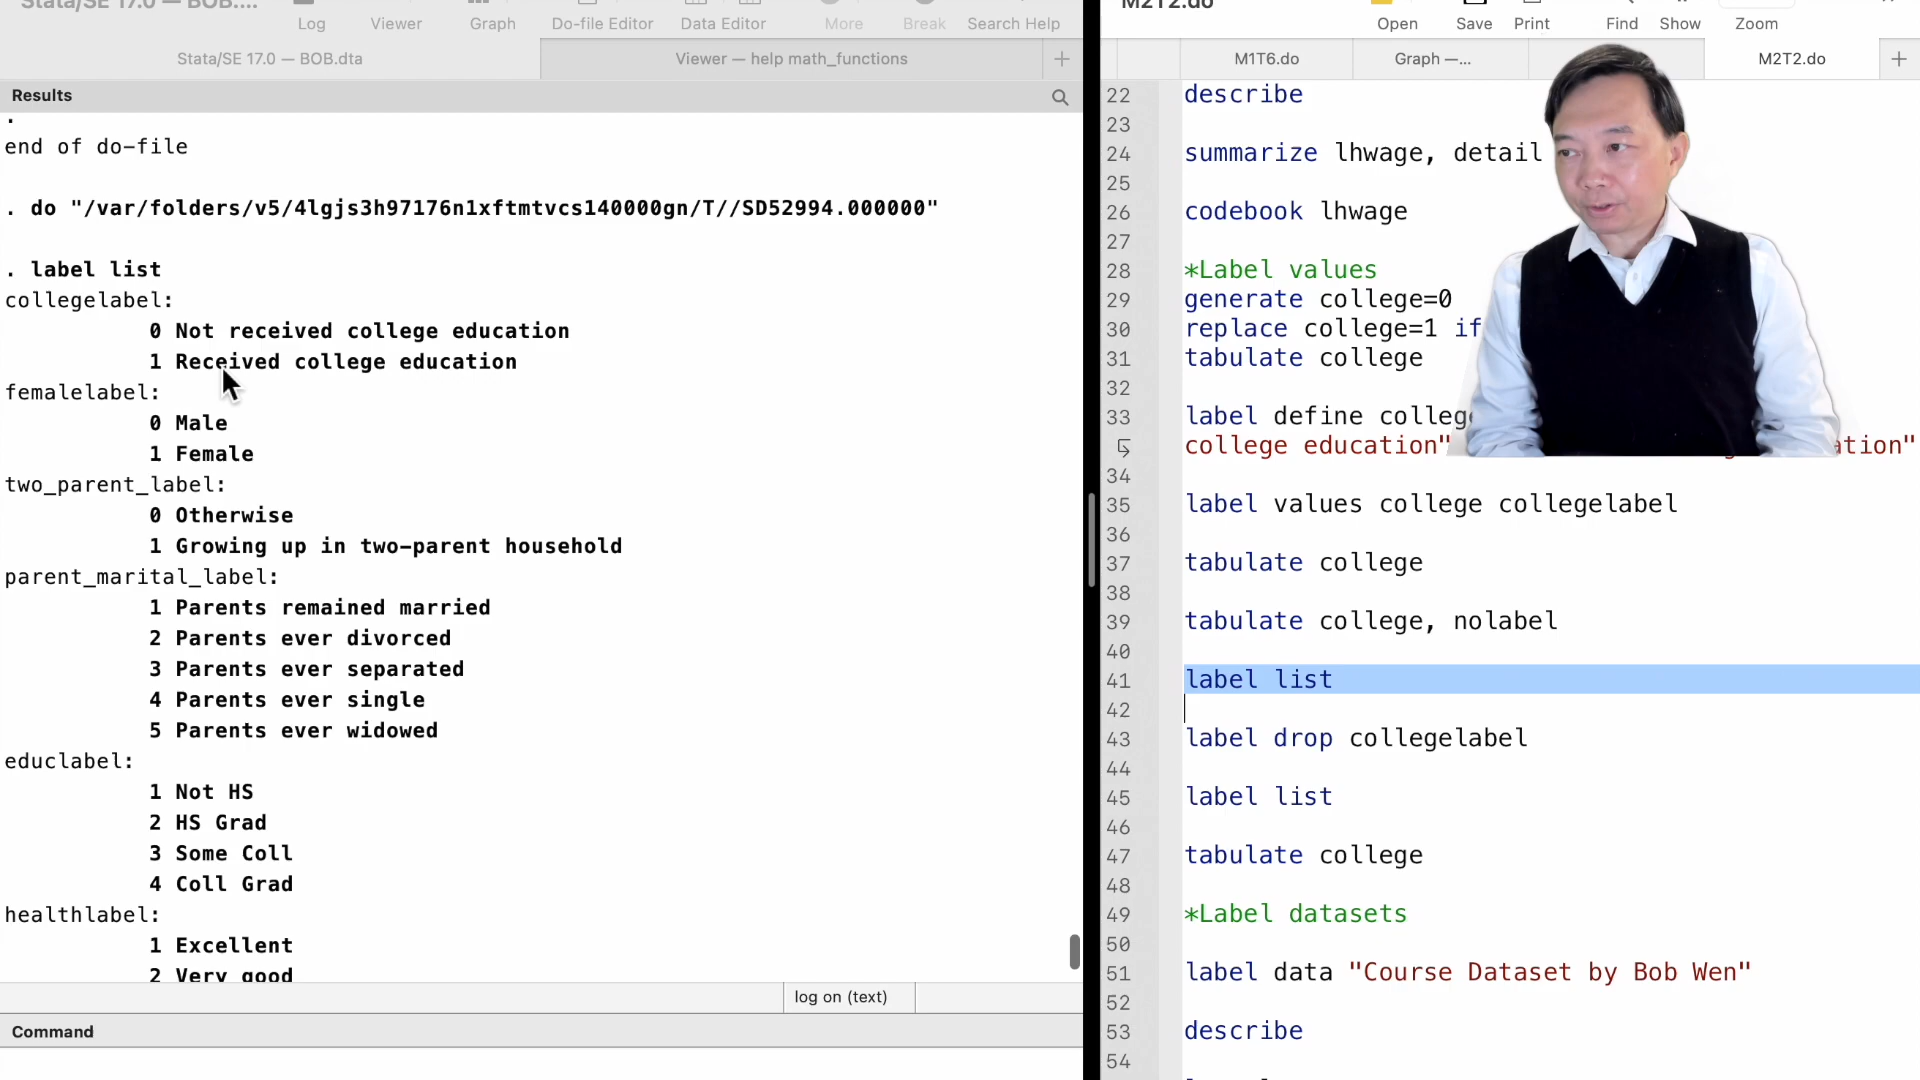 Stata/SE 17.0 — BOB....
Log
Viewer
Graph
Do-file Editor
Data Editor
More
Break
Search Help
Stata/SE 17.0 — BOB.dta
Viewer — help math_functions
Results
.
end of do-file
. do "/var/folders/v5/4lgjs3h97176n1xftmtvcs140000gn/T//SD52994.000000"
. label list
collegelabel:
0 Not received college education
1 Received college education
femalelabel:
0 Male
1 Female
two_parent_label:
0 Otherwise
1 Growing up in two-parent household
parent_marital_label:
1 Parents remained married
2 Parents ever divorced
3 Parents ever separated
4 Parents ever single
5 Parents ever widowed
educlabel:
1 Not HS
2 HS Grad
3 Some Coll
4 Coll Grad
healthlabel:
1 Excellent
2 Very good
log on (text)
Command
M2T2.do
Open
Save
Print
Find
Show
Zoom
M1T6.do
Graph —...
M2T2.do
22 describe
23
24 summarize lhwage, detail
25
26 codebook lhwage
27
28 *Label values
29 generate college=0
30 replace college=1 if
31 tabulate college
32
33 label define colleg
college education" ation"
34
35 label values college collegelabel
36
37 tabulate college
38
39 tabulate college, nolabel
40
41 label list
42
43 label drop collegelabel
44
45 label list
46
47 tabulate college
48
49 *Label datasets
50
51 label data "Course Dataset by Bob Wen"
52
53 describe
54